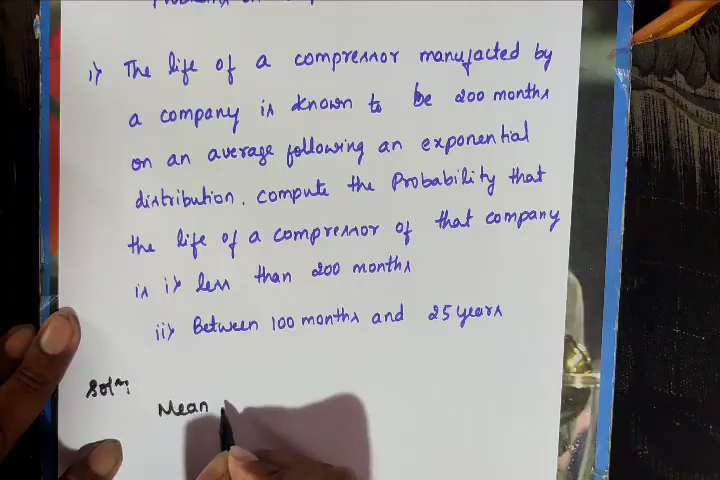 i) The life of a compressor manufacted by
a company is known to be 200 months
on an average following an exponential
distribution. compute the Probability that
the life of a compressor of that company
is i) less than 200 months
ii) Between 100 months and 25 years
Soln:
Mean